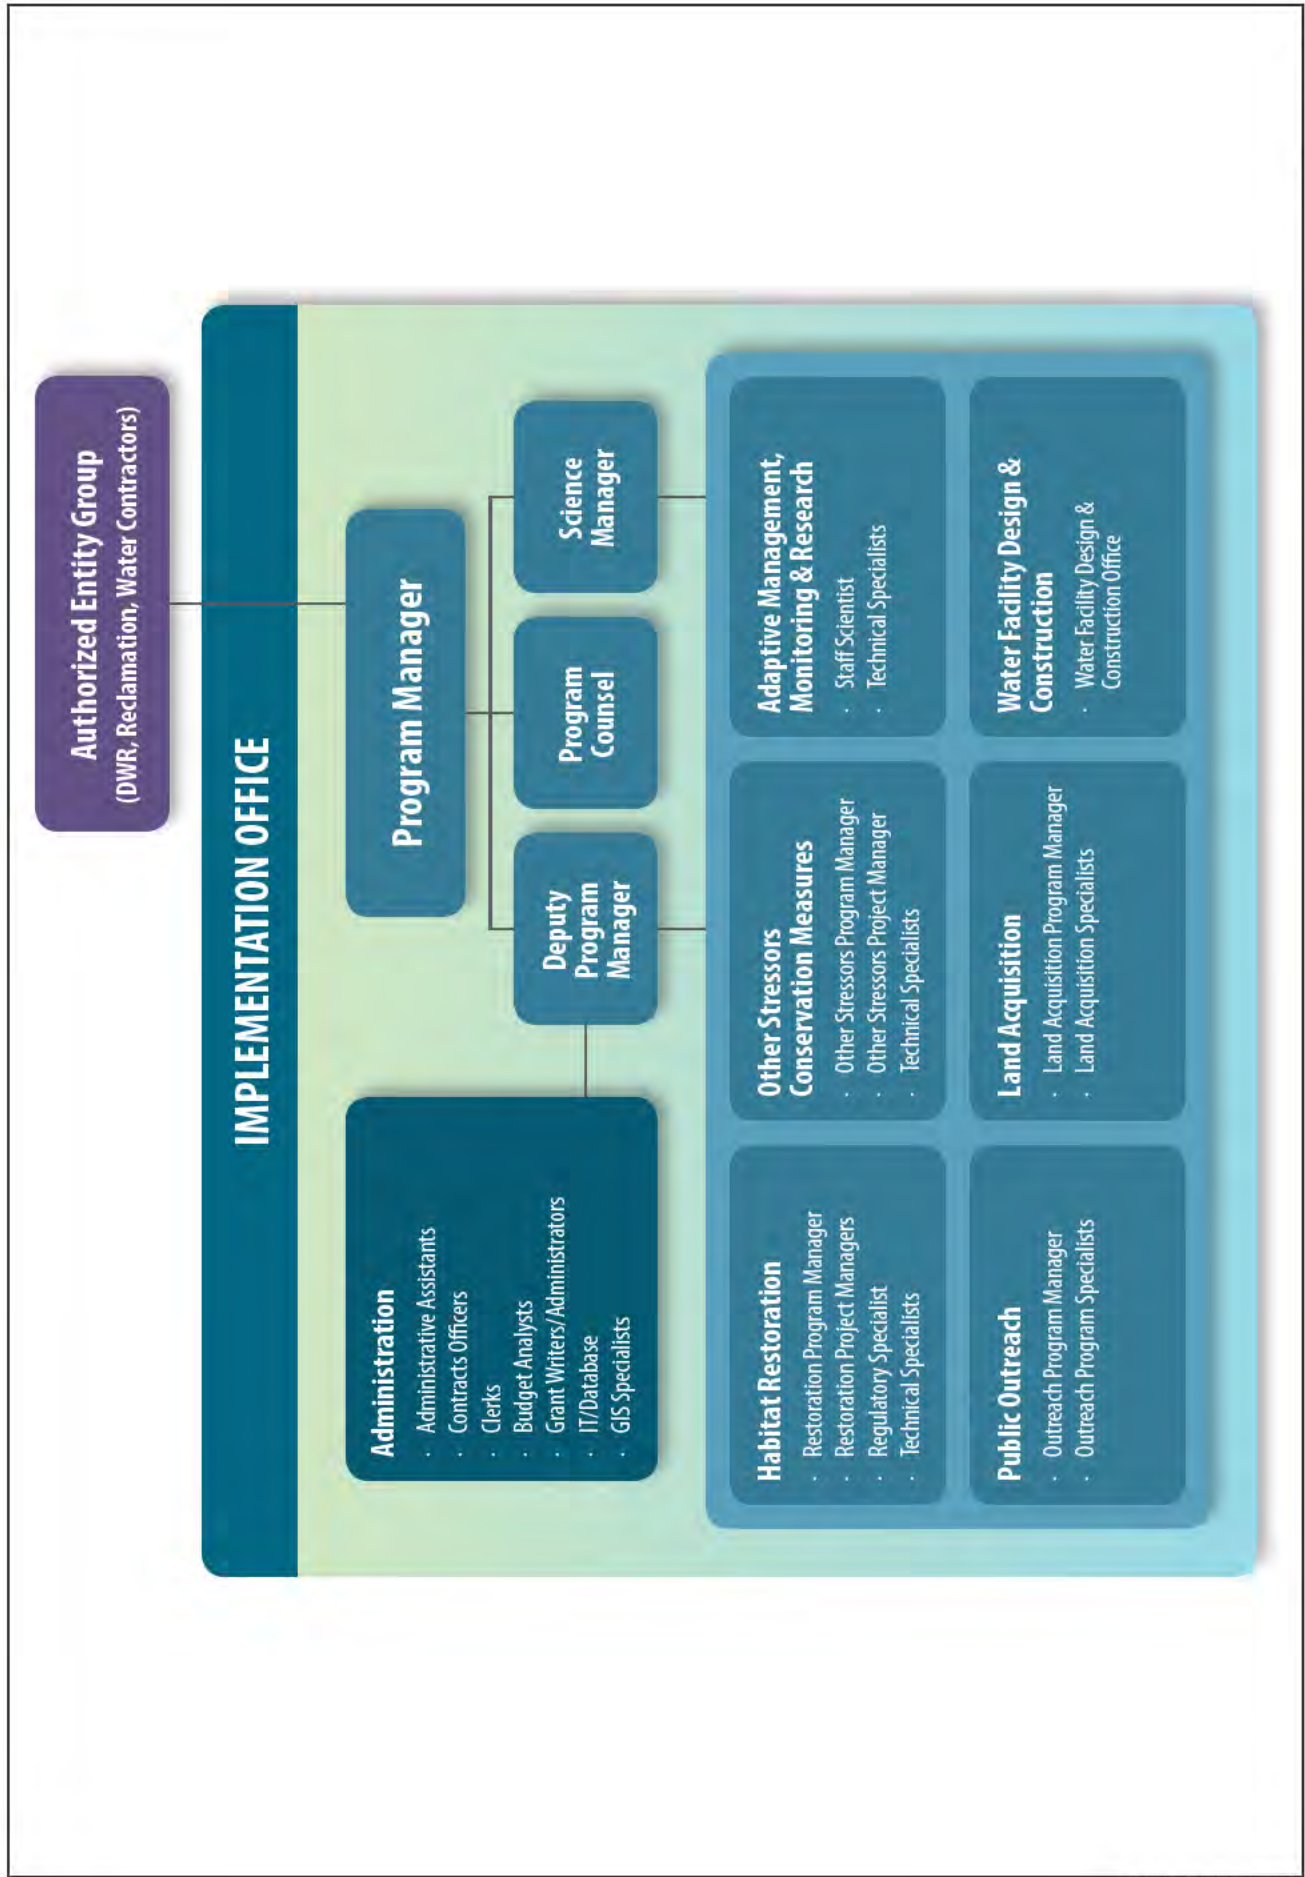 Authorized Entity Group
(DWR, Reclamation, Water Contractors)
IMPLEMENTATION OFFICE
Program Manager
Deputy
Program
Manager
Program
Counsel
Science
Manager
Administration
· Administrative Assistants
· Contracts Officers
· Clerks
· Budget Analysts
· Grant Writers/Administrators
· IT/Database
· GIS Specialists
Habitat Restoration
· Restoration Program Manager
· Restoration Project Managers
· Regulatory Specialist
· Technical Specialists
Other Stressors
Conservation Measures
· Other Stressors Program Manager
· Other Stressors Project Manager
· Technical Specialists
Adaptive Management,
Monitoring & Research
· Staff Scientist
· Technical Specialists
Public Outreach
· Outreach Program Manager
· Outreach Program Specialists
Land Acquisition
· Land Acquisition Program Manager
· Land Acquisition Specialists
Water Facility Design &
Construction
· Water Facility Design &
Construction Office